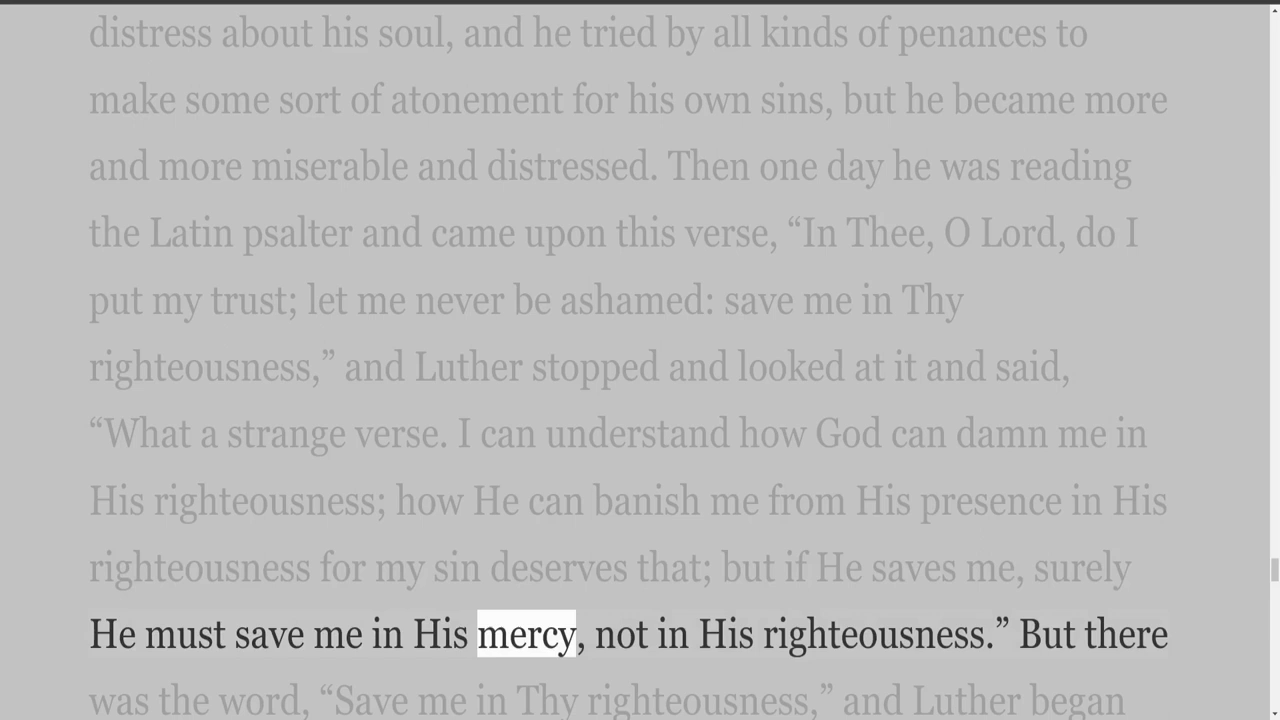 distress about his soul, and he tried by all kinds of penances to
make some sort of atonement for his own sins, but he became more
and more miserable and distressed. Then one day he was reading
the Latin psalter and came upon this verse, “In Thee, O Lord, do I
put my trust; let me never be ashamed: save me in Thy
righteousness,” and Luther stopped and looked at it and said,
“What a strange verse. I can understand how God can damn me in
His righteousness; how He can banish me from His presence in His
righteousness for my sin deserves that; but if He saves me, surely
He must save me in His mercy, not in His righteousness.” But there
was the word, “Save me in Thy righteousness,” and Luther began